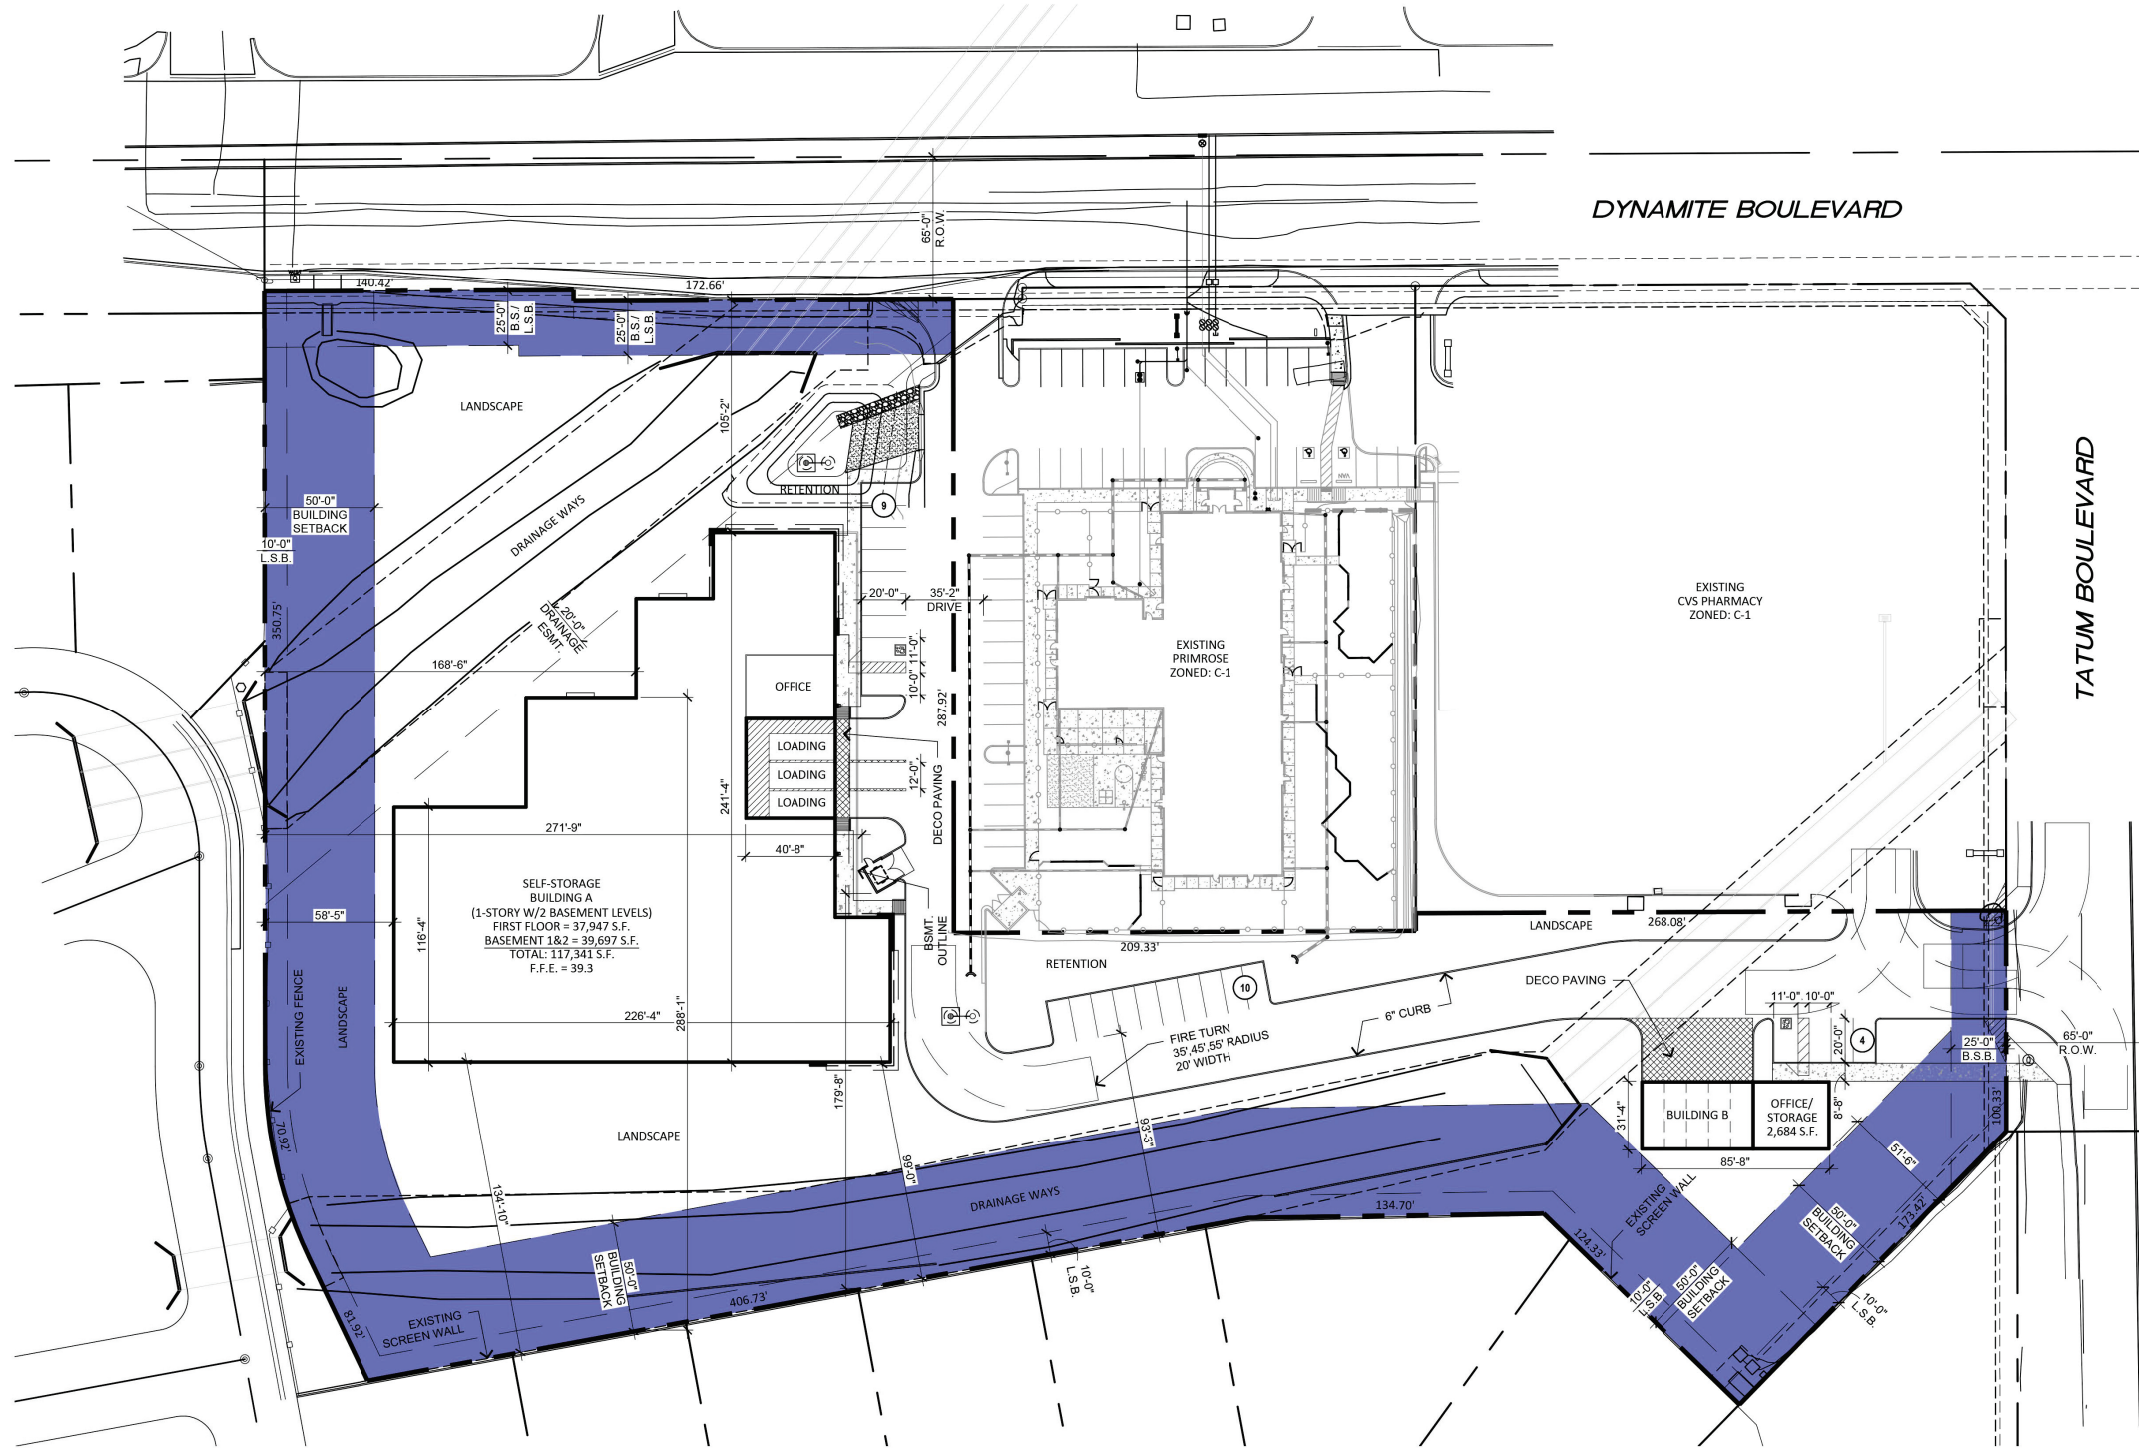 DYNAMITE BOULEVARD
TATUM BOULEVARD
65'-0"
R.O.W.
140.42'
172.66'
25'-0"
B.S./
L.S.B.
25'-0"
B.S./
L.S.B.
LANDSCAPE
105'-2"
RETENTION
9
50'-0"
BUILDING
SETBACK
10'-0"
L.S.B.
DRAINAGE WAYS
350.75'
20'-0"
DRAINAGE
ESMT.
168'-6"
20'-0"
35'-2"
DRIVE
11'-0"
10'-0"
287.92'
OFFICE
LOADING
LOADING
LOADING
12'-0"
DECO PAVING
241'-4"
271'-9"
40'-8"
EXISTING
PRIMROSE
ZONED: C-1
VAN
EXISTING
CVS PHARMACY
ZONED: C-1
SELF-STORAGE
BUILDING A
(1-STORY W/2 BASEMENT LEVELS)
FIRST FLOOR = 37,947 S.F.
BASEMENT 1&2 = 39,697 S.F.
TOTAL: 117,341 S.F.
F.F.E. = 39.3
58'-5"
116'-4"
226'-4"
288'-1"
BSMT.
OUTLINE
EXISTING FENCE
LANDSCAPE
209.33'
RETENTION
10
268.08'
LANDSCAPE
DECO PAVING
6" CURB
FIRE TURN
35',45',55' RADIUS
20' WIDTH
11'-0"
10'-0"
20'-0"
4
25'-0"
B.S.B.
65'-0"
R.O.W.
100.33'
31'-4"
BUILDING B
OFFICE/
STORAGE
2,684 S.F.
8'-8"
85'-8"
51'-6"
179'-8"
93'-3"
99'-0"
134'-10"
LANDSCAPE
70.92'
81.92'
DRAINAGE WAYS
134.70'
124.33'
173.42'
EXISTING
SCREEN WALL
50'-0"
BUILDING
SETBACK
50'-0"
BUILDING
SETBACK
10'-0"
L.S.B.
10'-0"
L.S.B.
50'-0"
BUILDING
SETBACK
10'-0"
L.S.B.
406.73'
EXISTING
SCREEN WALL